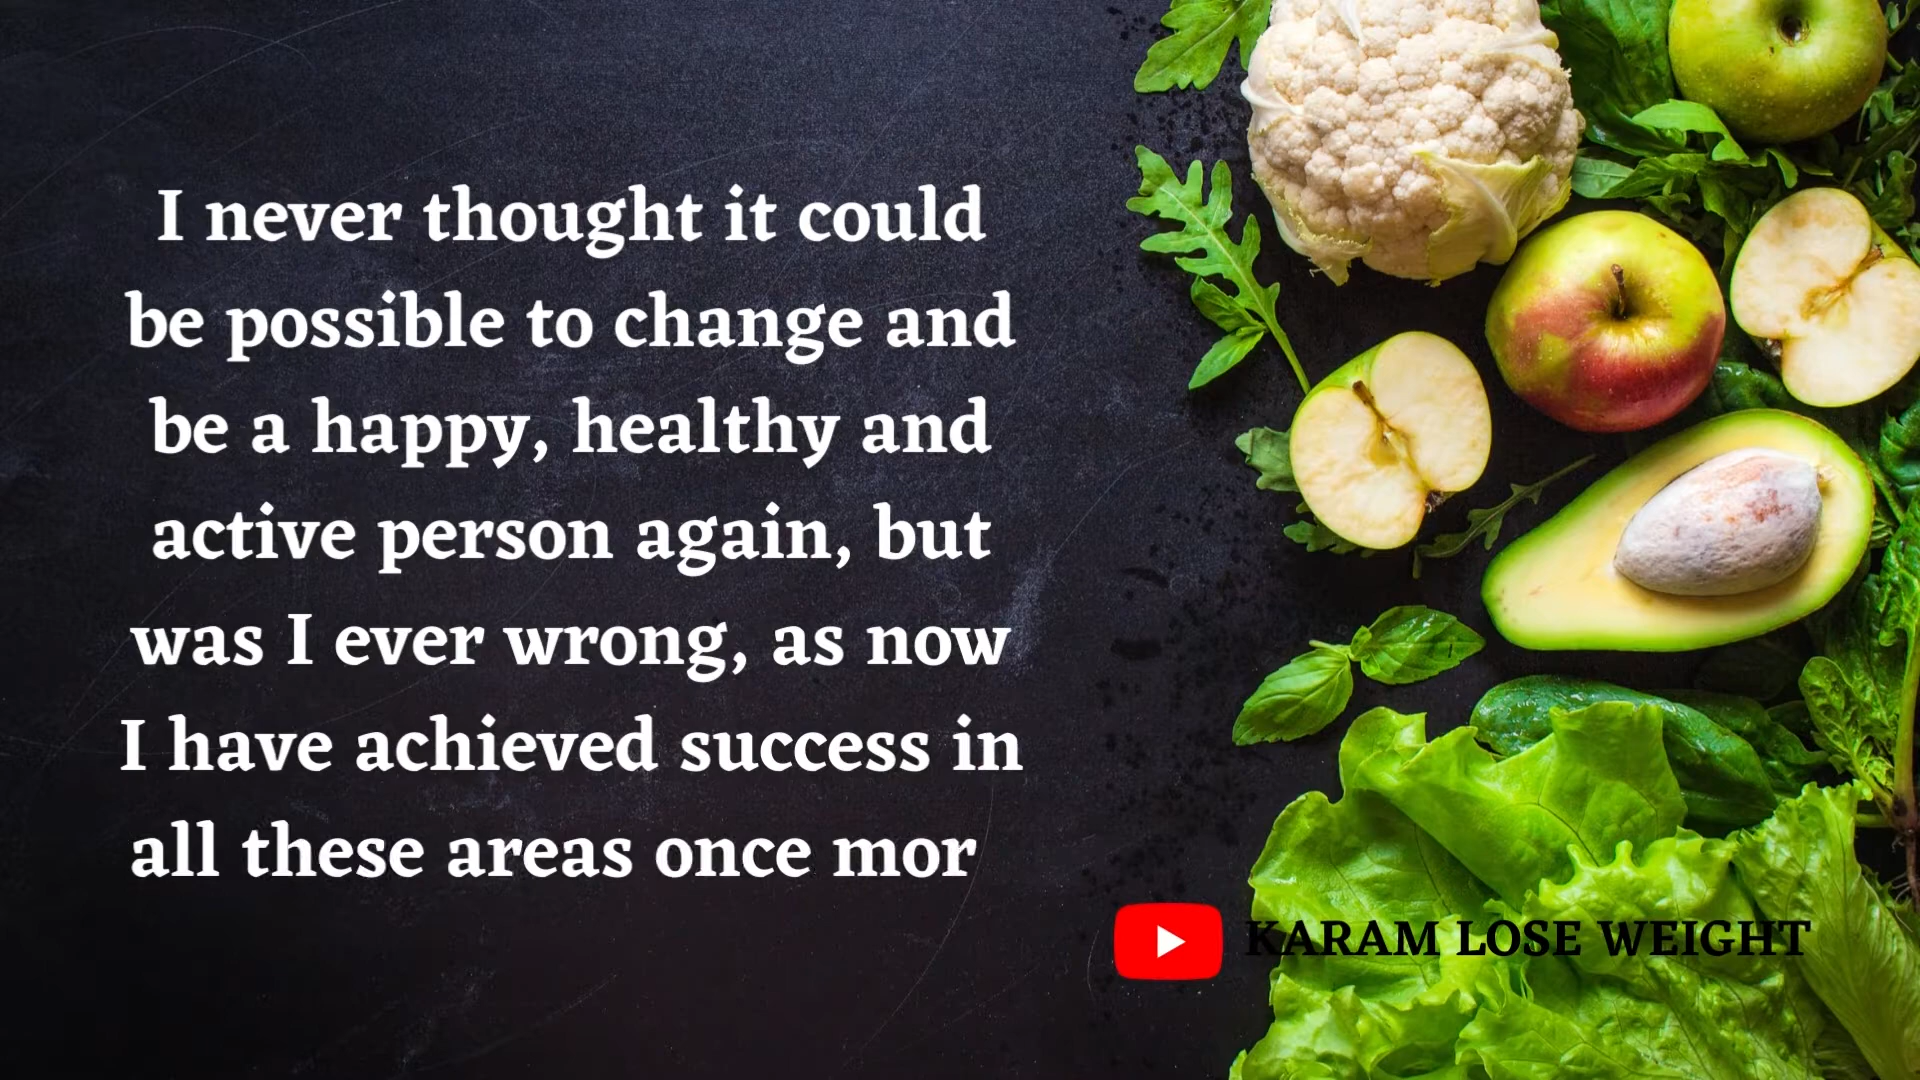 I never thought it could
be possible to change and
be a happy, healthy and
active person again, but
was I ever wrong, as now
I have achieved success in
all these areas once mor
KARAM LOSE WEIGHT